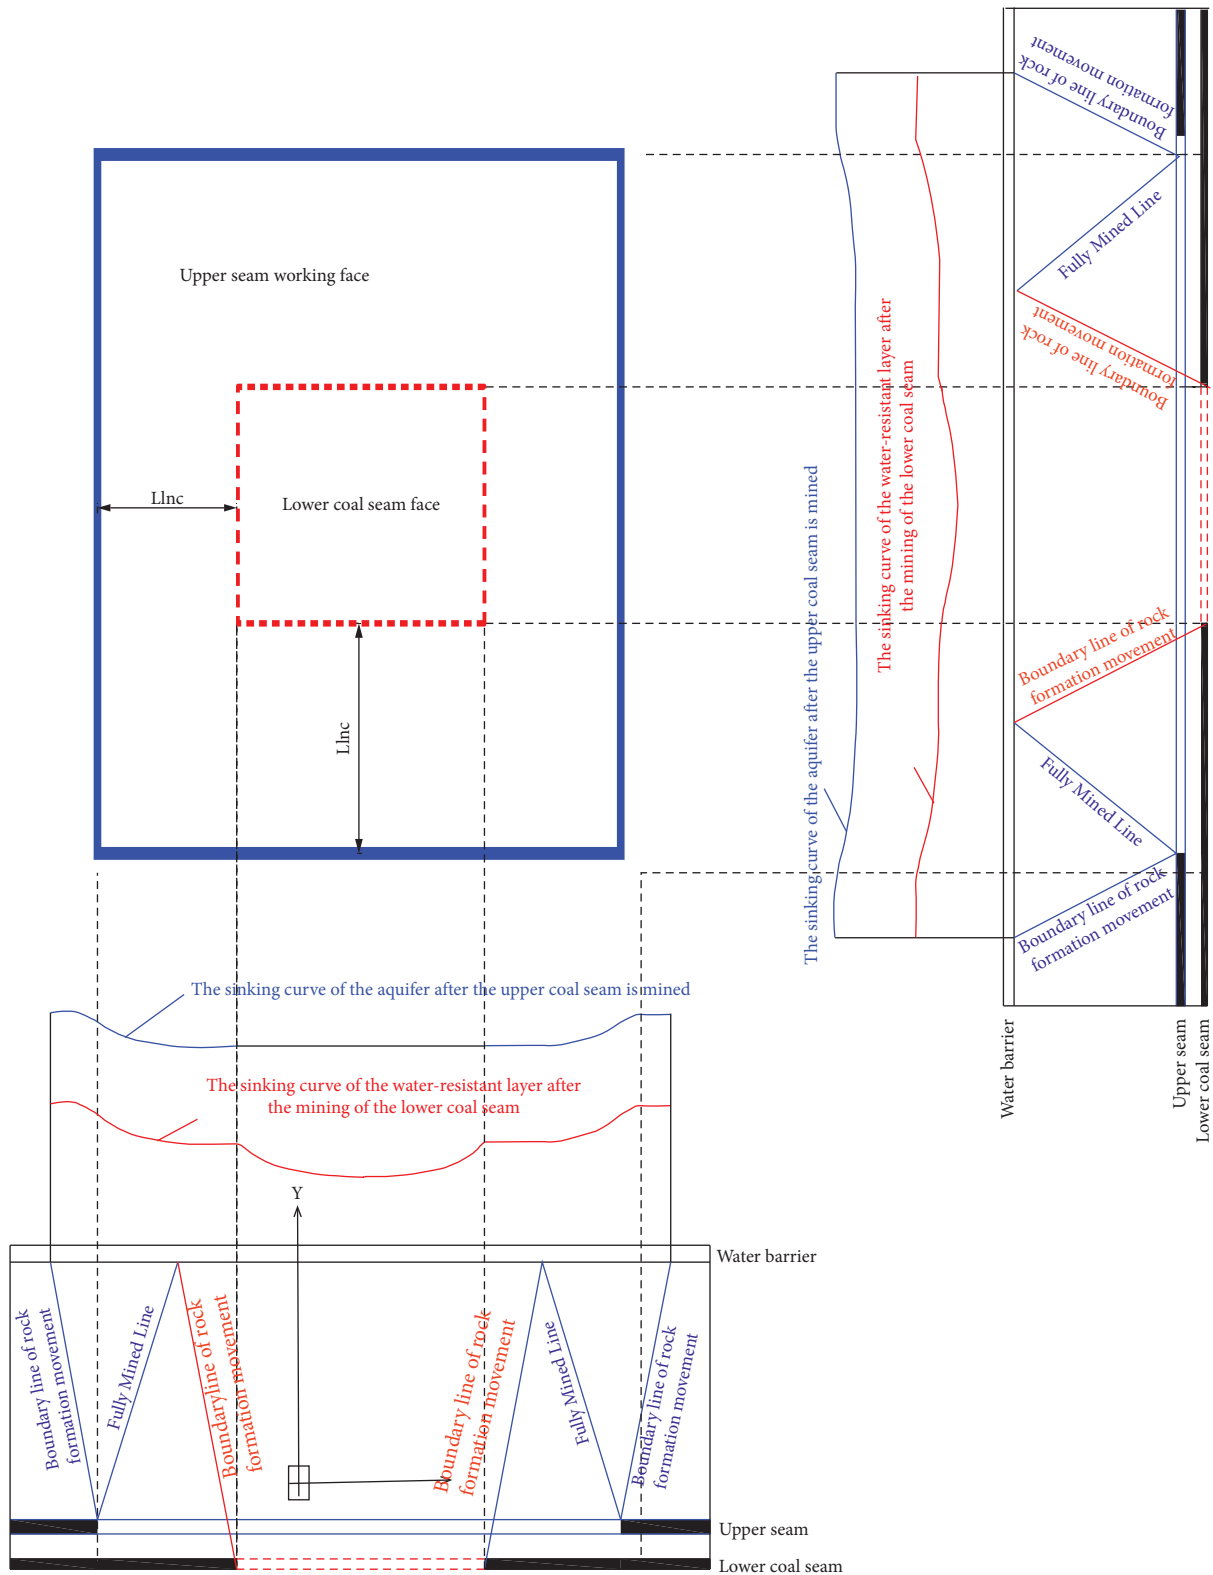 Upper seam working face
Llnc
Lower coal seam face
Llnc
The sinking curve of the aquifer after the upper coal seam is mined
The sinking curve of the water-resistant layer after
the mining of the lower coal seam
Boundary line of rock
formation movement
Fully Mined Line
Boundary line of rock
formation movement
Boundary line of rock
formation movement
Fully Mined Line
Boundary line of rock
formation movement
Water barrier
Upper seam
Lower coal seam
The sinking curve of the aquifer after the upper coal seam is mined
The sinking curve of the water-resistant layer after
the mining of the lower coal seam
Y
Water barrier
Boundary line of rock
formation movement
Fully Mined Line
Boundaryline of rock
formation movement
Boundary line of rock
formation movement
Fully Mined Line
Boundary line of rock
formation movement
Upper seam
Lower coal seam